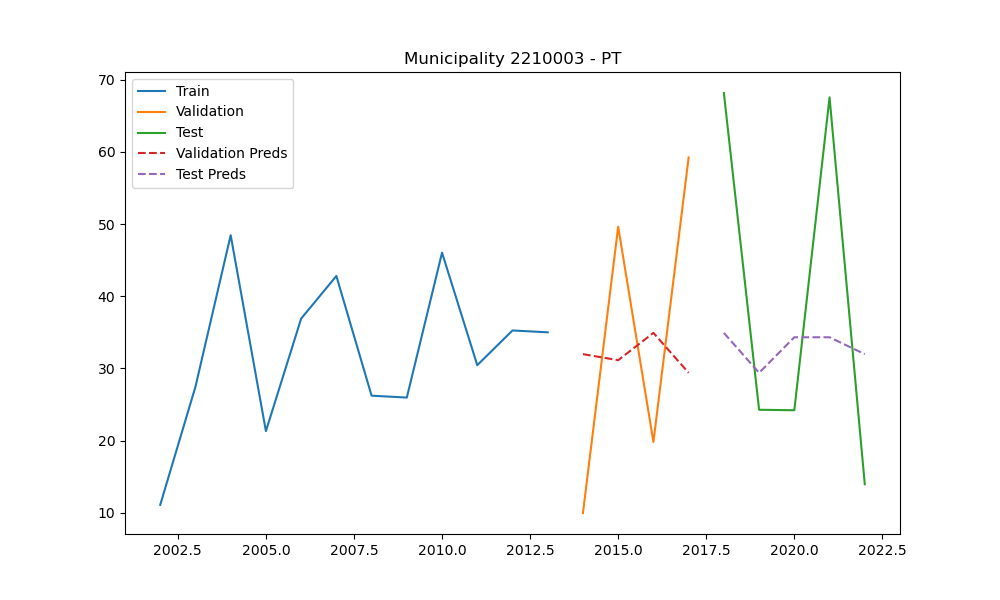 Municipality 2210003 - PT
Train
Validation
Test
Validation Preds
Test Preds
70
60
50
40
30
20
10
2002.5 2005.0 2007.5 2010.0 2012.5 2015.0 2017.5 2020.0 2022.5